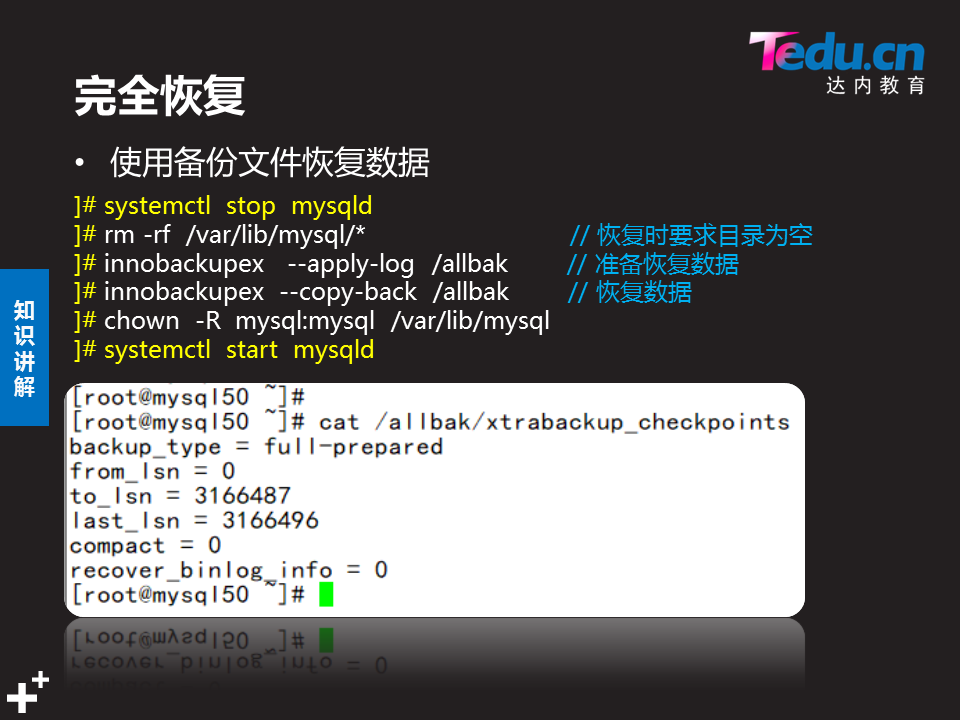 Tedu.cn
达内教育
完全恢复
• 使用备份文件恢复数据
]# systemctl stop mysqld
]# rm -rf /var/lib/mysql/* // 恢复时要求目录为空
]# innobackupex --apply-log /allbak // 准备恢复数据
]# innobackupex --copy-back /allbak // 恢复数据
]# chown -R mysql:mysql /var/lib/mysql
]# systemctl start mysqld
知识讲解
[root@mysql50 ~]#
[root@mysql50 ~]# cat /allbak/xtrabackup_checkpoints
backup_type = full-prepared
from_lsn = 0
to_lsn = 3166487
last_lsn = 3166496
compact = 0
recover_binlog_info = 0
[root@mysql50 ~]#